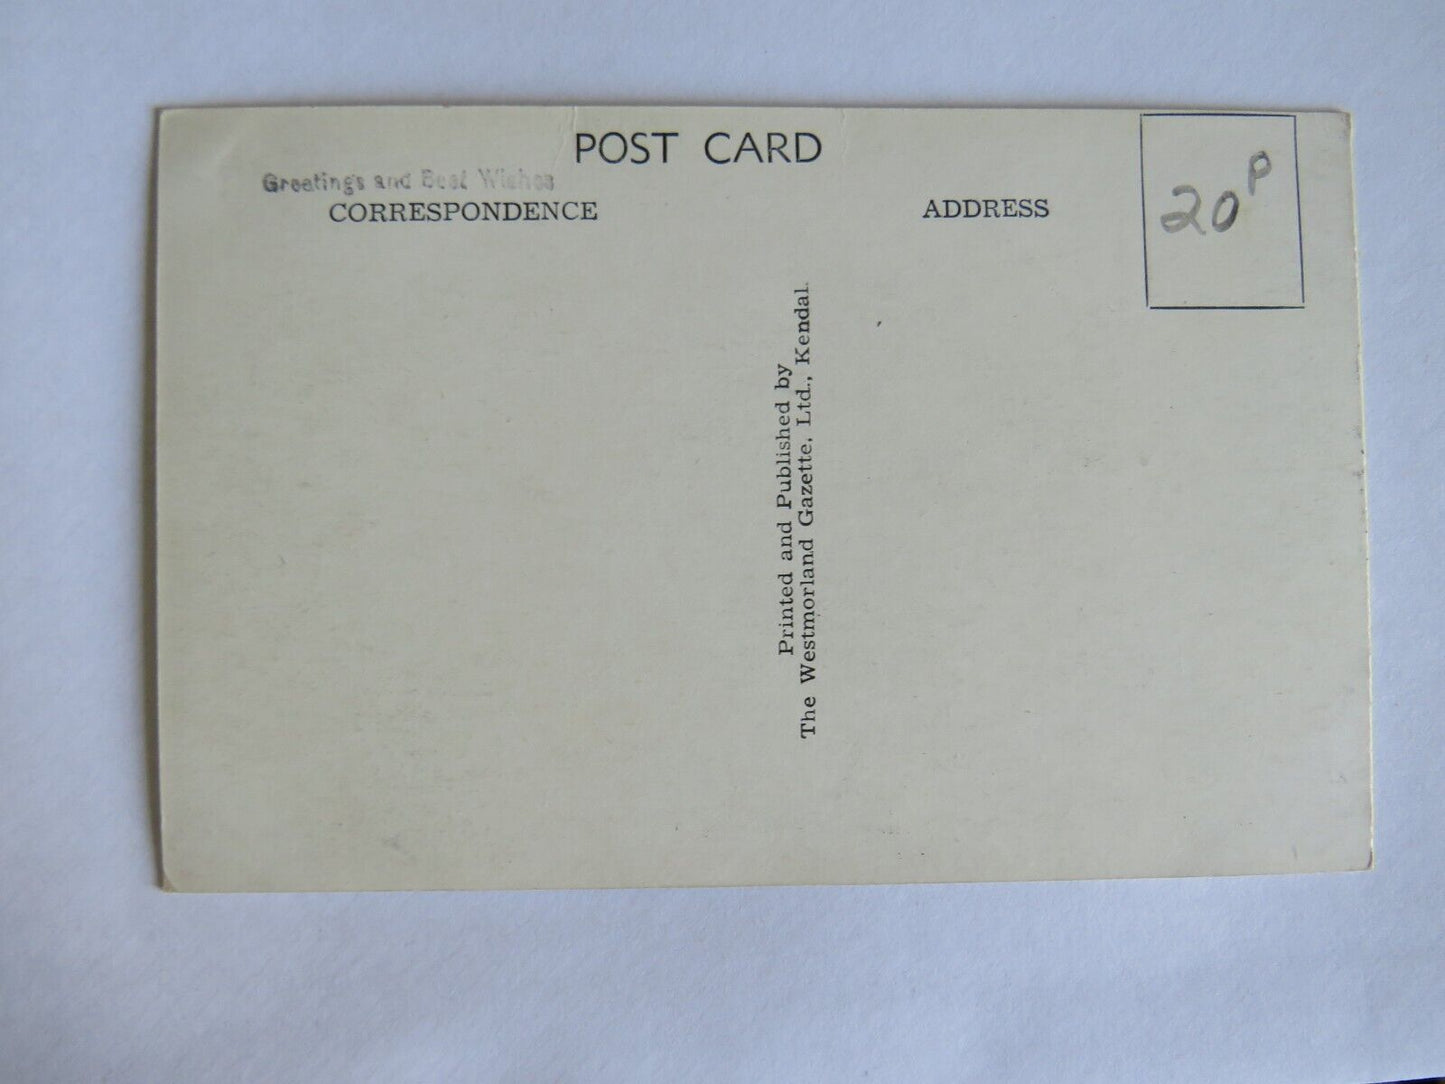 POST CARD
Greetings and Best Wishes
CORRESPONDENCE
ADDRESS
20P
Printed and Published by
The Westmorland Gazette, Ltd., Kendal.